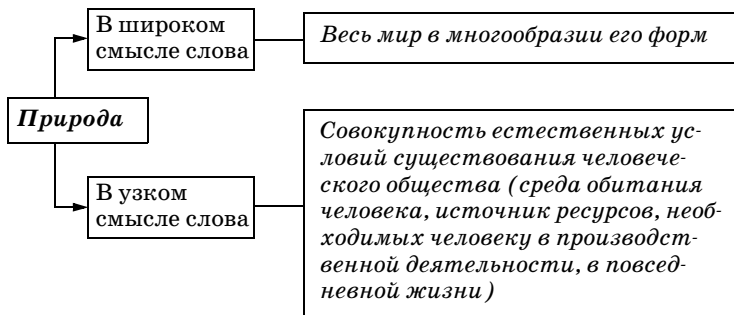 Природа
В широком
смысле слова
Весь мир в многообразии его форм
В узком
смысле слова
Совокупность естественных ус-
ловий существования человече-
ского общества (среда обитания
человека, источник ресурсов, необ-
ходимых человеку в производст-
венной деятельности, в повсед-
невной жизни)